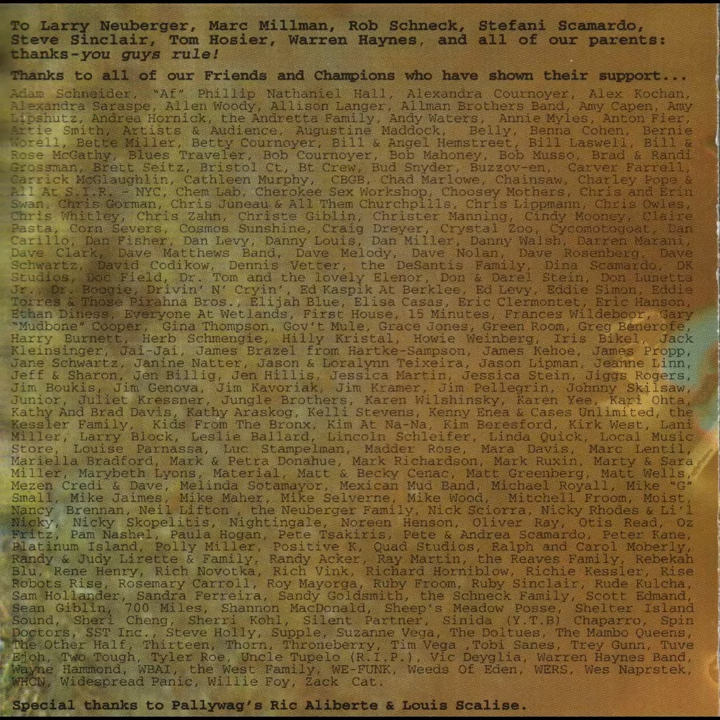 To Larry Neuberger, Marc Millman, Rob Schneck, Stefani Scamardo,
Steve Sinclair, Tom Hosier, Warren Haynes, and all of our parents:
thanks-you guys rule!
Thanks to all of our Friends and Champions who have shown their support...
Adam Schneider, "Af" Phillip Nathaniel Hall, Alexandra Cournoyer, Alex Kochan,
Alexandra Saraspe, Allen Woody, Allison Langer, Allman Brothers Band, Amy Capen, Amy
Lipshutz, Andrea Hornick, the Andretta Family, Andy Waters, Annie Myles, Anton Fier,
Artie Smith, Artists & Audience, Augustine Maddock, Belly, Benna Cohen, Bernie
Worell, Bette Miller, Betty Cournoyer, Bill & Angel Hemstreet, Bill Laswell, Bill &
Rose McGathy, Blues Traveler, Bob Cournoyer, Bob Mahoney, Bob Musso, Brad & Randi
Grossman, Brett Seitz, Bristol Ct, Bt Crew, Bud Snyder, Buzzov-en, Carver Farrell,
Garrick McGlaughlin, Cathleen Murphy, CBGB, Chad Marlowe, Chainsaw, Charley Pope &
All At S.I.R. - NYC, Chem Lab, Cherokee Sex Workshop, Choosey Mothers, Chris and Erin
Swan, Chris Gorman, Chris Juneau & All Them Churchpills, Chris Lippmann, Chris Owles,
Chris Whitley, Chris Zahn, Christe Giblin, Christer Manning, Cindy Mooney, Claire
Pasta, Corn Severs, Cosmos Sunshine, Craig Dreyer, Crystal Zoo, Cycomotogoat, Dan
Carillo, Dan Fisher, Dan Levy, Danny Louis, Dan Miller, Danny Walsh, Darren Marani,
Dave Clark, Dave Matthews Band, Dave Melody, Dave Nolan, Dave Rosenberg, Dave
Schwartz, David Codikow, Dennis Vetter, the DeSantis Family, Dina Scamardo, DK
Studios, Doc Field, Dr. Tom and the lovely Elenor, Don & Darel Stein, Don Lunetta
Jr., Dr. Boogie, Drivin' N' Cryin', Ed Kaspik At Berklee, Ed Levy, Eddie Simon, Eddie
Torres & Those Pirahna Bros., Elijah Blue, Elisa Casas, Eric Clermontet, Eric Hanson,
Ethan Diness, Everyone At Wetlands, First House, 15 Minutes, Frances Wildeboor, Gary
"Mudbone" Cooper, Gina Thompson, Gov't Mule, Grace Jones, Green Room, Greg Benerofe,
Harry Burnett, Herb Schmengie, Hilly Kristal, Howie Weinberg, Iris Bikel, Jack
Kleinsinger, Jai-Jai, James Brazel from Hartke-Sampson, James Kehoe, James Propp,
Jane Schwartz, Janine Natter, Jason & Loralynn Teixeira, Jason Lipman, Jeanne Linn,
Jeff & Sharon, Jen Billig, Jen Hillis, Jessica Martin, Jessica Stein, Jiggs Rogers,
Jim Boukis, Jim Genova, Jim Kavoriak, Jim Kramer, Jim Pellegrin, Johnny Skilsaw,
Junior, Juliet Kressner, Jungle Brothers, Karen Wilshinsky, Karen Yee, Kari Ohta,
Kathy And Brad Davis, Kathy Araskog, Kelli Stevens, Kenny Enea & Cases Unlimited, the
Kessler Family, Kids From The Bronx, Kim At Na-Na, Kim Beresford, Kirk West, Lani
Miller, Larry Block, Leslie Ballard, Lincoln Schleifer, Linda Quick, Local Music
Store, Louise Parnassa, Luc Stampelman, Madder Rose, Mara Davis, Marc Lentil,
Mariella Bradford, Mark & Petra Donahue, Mark Richardson, Mark Ruxin, Marty & Sara
Miller, Marybeth Lyons, Material, Matt & Becky Cenac, Matt Greenberg, Matt Wells,
Mezen Credi & Dave, Melinda Sotamayor, Mexican Mud Band, Michael Royall, Mike "G"
Small, Mike Jaimes, Mike Maher, Mike Selverne, Mike Wood, Mitchell Froom, Moist,
Nancy Brennan, Neil Lifton the Neuberger Family, Nick Sciorra, Nicky Rhodes & Li'l
Nicky, Nicky Skopelitis, Nightingale, Noreen Henson, Oliver Ray, Otis Read, Oz
Fritz, Pam Nashel, Paula Hogan, Pete Tsakiris, Pete & Andrea Scamardo, Peter Kane,
Platinum Island, Polly Miller, Positive K, Quad Studios, Ralph and Carol Moberly,
Randy & Judy Lirette & Family, Randy Acker, Ray Martin, the Reaves Family, Rebekah
Blu, Rene Henry, Rich Novotka, Rich Vink, Richard Horniblow, Richie Kessler, Rise
Robots Rise, Rosemary Carroll, Roy Mayorga, Ruby Froom, Ruby Sinclair, Rude Kulcha,
Sam Hollander, Sandra Ferreira, Sandy Goldsmith, the Schneck Family, Scott Edmand,
Sean Giblin, 700 Miles, Shannon MacDonald, Sheep's Meadow Posse, Shelter Island
Sound, Sheri Cohl, Sherri Kohl, Silent Partner, Sinida (Y.T.B) Chaparro, Spin
Doctors, SST Inc., Steve Holly, Supple, Suzanne Vega, The Doltues, The Mambo Queens,
The Other Half, Thirteen, Thorn, Throneberry, Tim Vega ,Tobi Sanes, Trey Gunn, Tuve
Ejoh, Two Tough, Tyler Roe, Uncle Tupelo (R.I.P.), Vic Deyglia, Warren Haynes Band,
Wayne Hammond, WBAI, the West Family, WE-FUNK, Weeds Of Eden, WERS, Wes Naprstek,
WHCN, Widespread Panic, Willie Foy, Zack Cat.
Special thanks to Pallywag's Ric Aliberte & Louis Scalise.